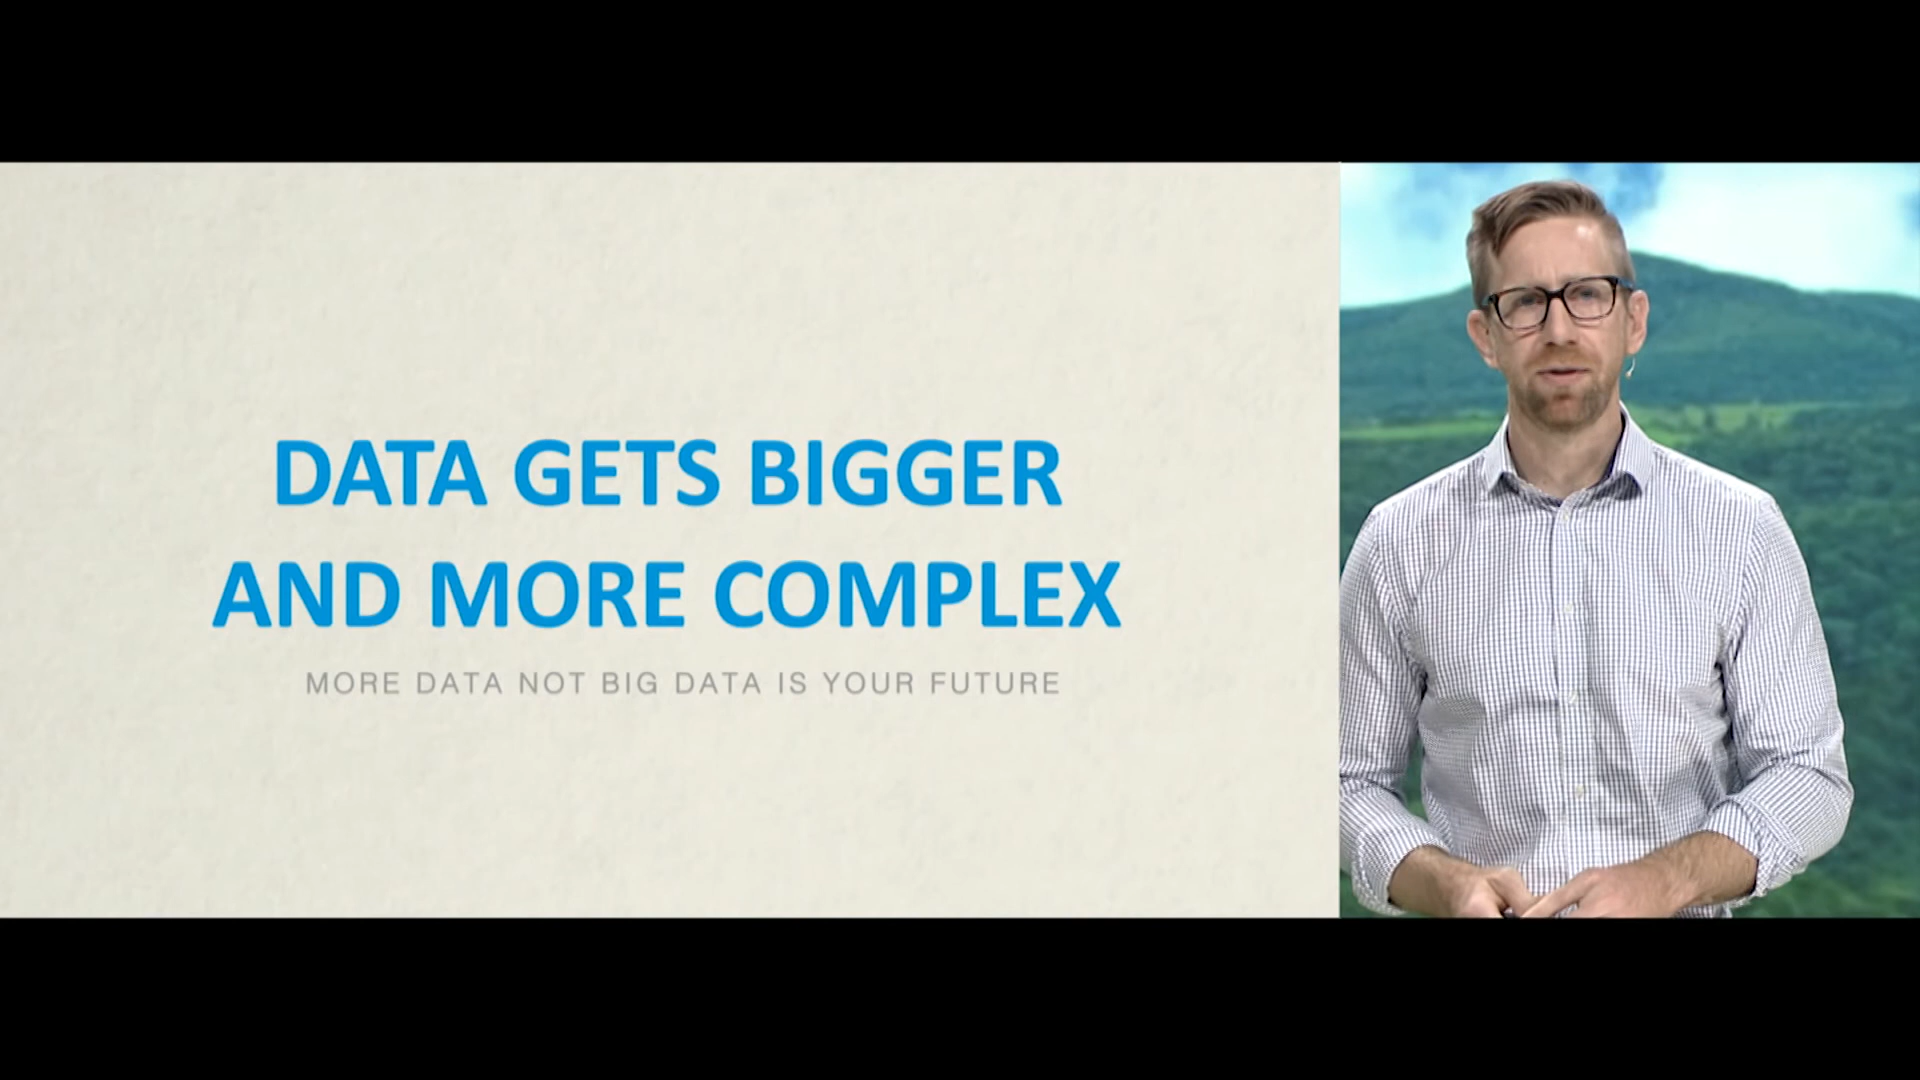 DATA GETS BIGGER
AND MORE COMPLEX
MORE DATA NOT BIG DATA IS YOUR FUTURE